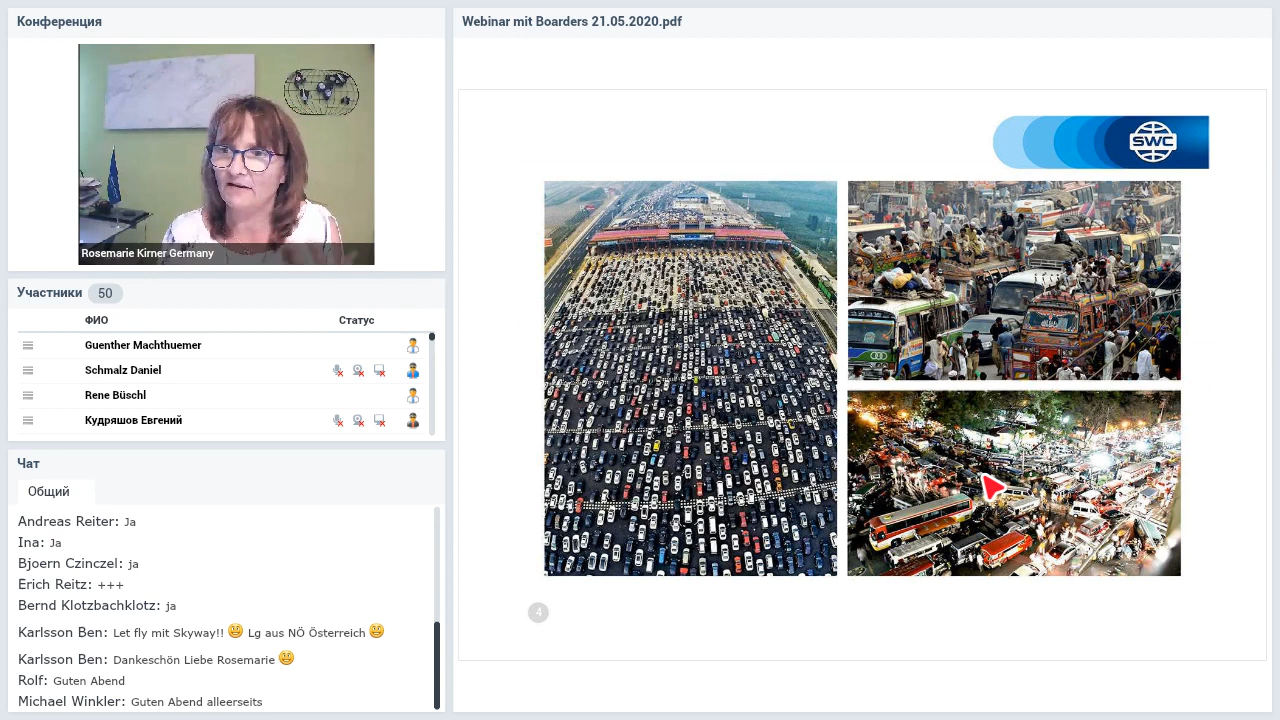 Конференция
Rosemarie Kirner Germany
Участники 50
ФИО Статус
Guenther Machthuemer
Schmalz Daniel
Rene Büschl
Кудряшов Евгений
Чат
Общий
Andreas Reiter: Ja
Ina: Ja
Bjoern Czinczel: ja
Erich Reitz: +++
Bernd Klotzbachklotz: ja
Karlsson Ben: Let fly mit Skyway!! Lg aus NÖ Österreich
Karlsson Ben: Dankeschön Liebe Rosemarie
Rolf: Guten Abend
Michael Winkler: Guten Abend alleerseits
Webinar mit Boarders 21.05.2020.pdf
SWC
4